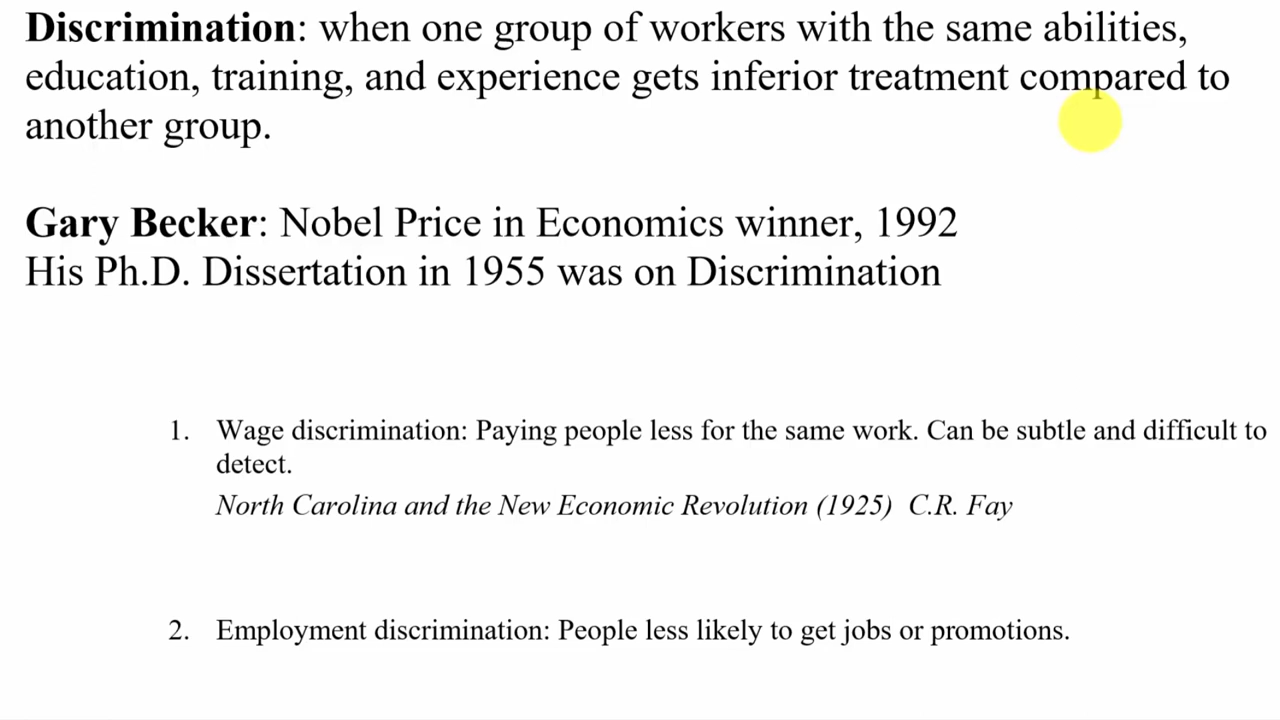 Discrimination: when one group of workers with the same abilities,
education, training, and experience gets inferior treatment compared to
another group.
Gary Becker: Nobel Price in Economics winner, 1992
His Ph.D. Dissertation in 1955 was on Discrimination
1. Wage discrimination: Paying people less for the same work. Can be subtle and difficult to
detect.
North Carolina and the New Economic Revolution (1925) C.R. Fay
2. Employment discrimination: People less likely to get jobs or promotions.